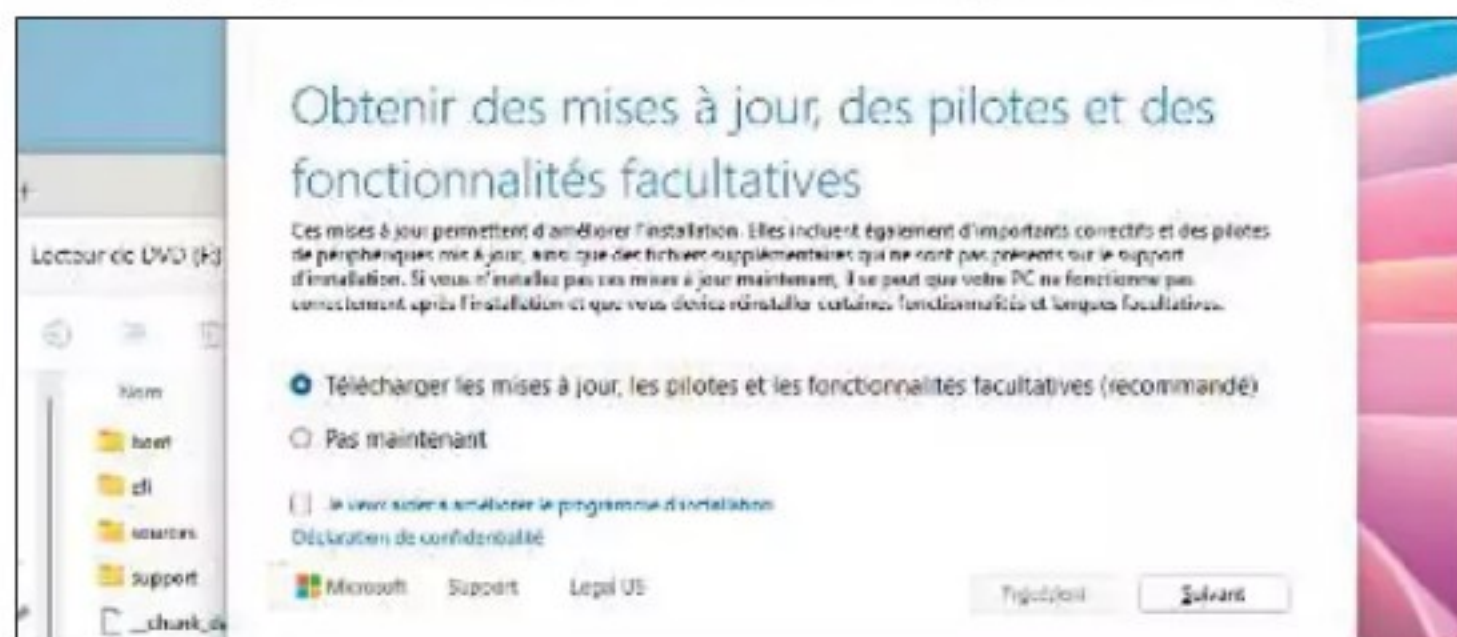 Obtenir des mises à jour, des pilotes et des
fonctionnalités facultatives
Ces mises à jour permettent d'améliorer l'installation. Elles incluent également d'importants correctifs et des pilotes
de périphériques mis à jour, ainsi que des fichiers supplémentaires qui ne sont pas présents sur le support
d'installation. Si vous n'installez pas ces mises à jour maintenant, il se peut que votre PC ne fonctionne pas
correctement après l'installation et que vous deviez réinstaller certaines fonctionnalités et langues facultatives.
Lecteur de DVD (E:)
Nom
Télécharger les mises à jour, les pilotes et les fonctionnalités facultatives (recommandé)
boot
Pas maintenant
efi
Je veux aider à améliorer le programme d'installation
sources
Déclaration de confidentialité
support
Microsoft Support Legal US
Précédent Suivant